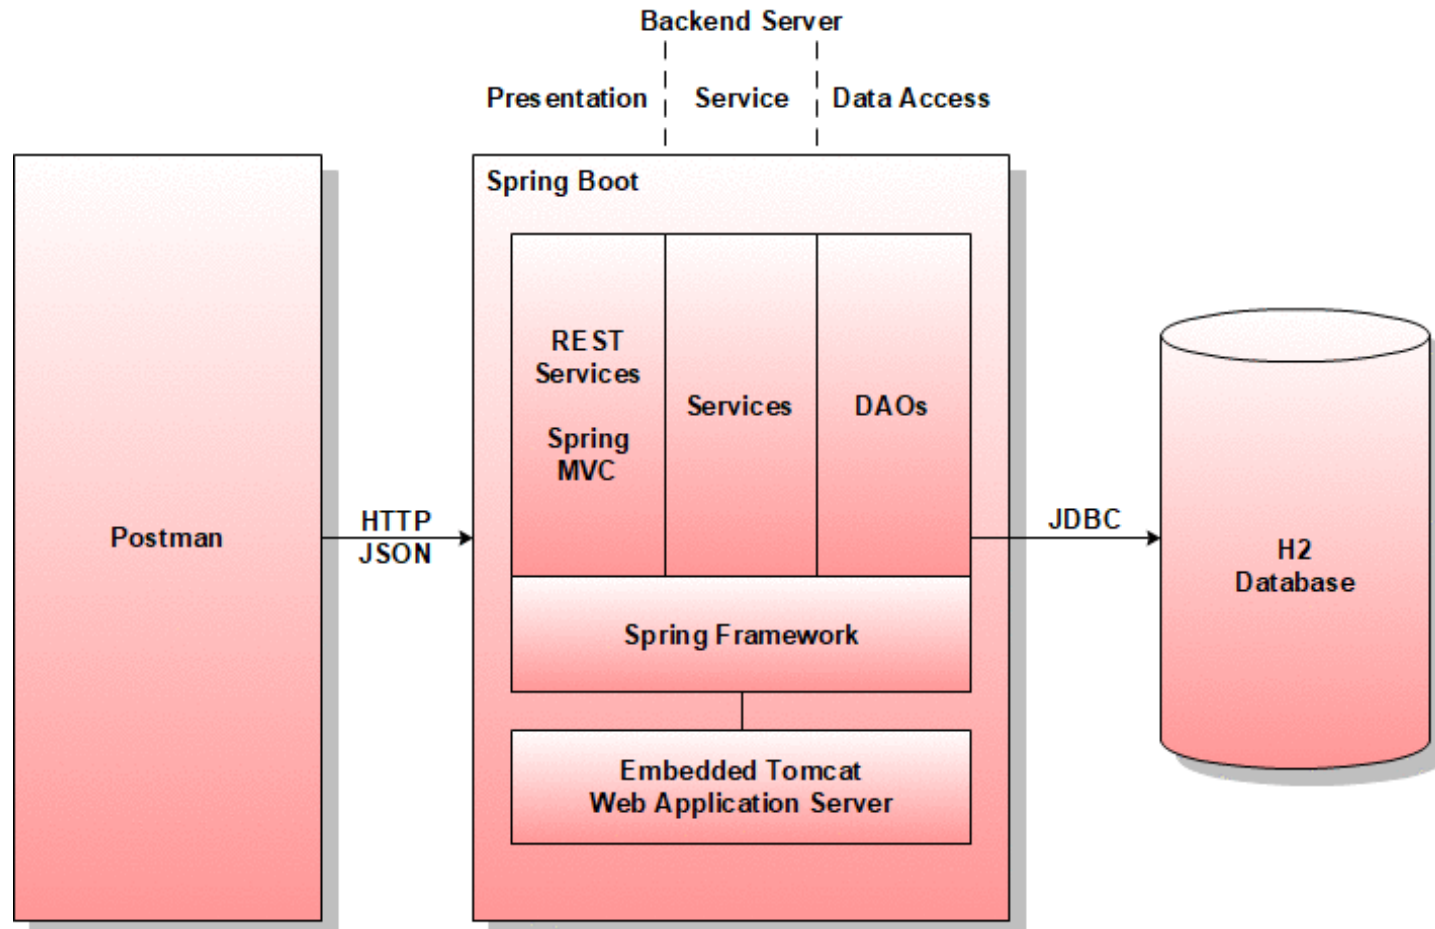 Backend Server
Presentation
Service
Data Access
Spring Boot
REST
Services
Spring
MVC
Services
DAOs
Postman
HTTP
JSON
JDBC
H2
Database
Spring Framework
Embedded Tomcat
Web Application Server